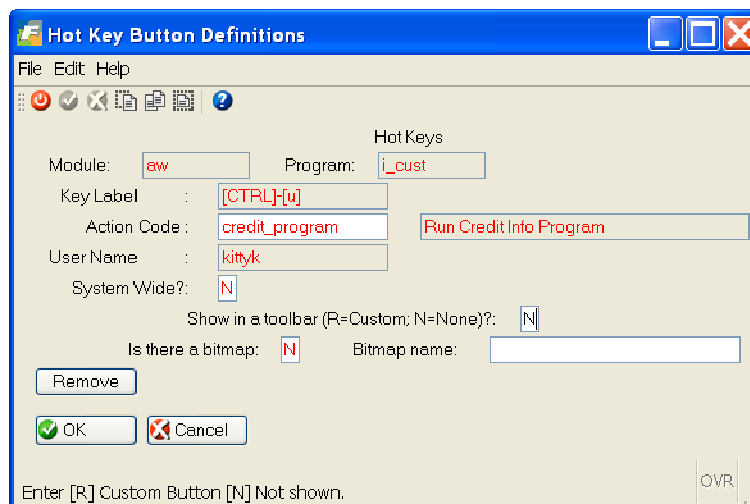 Hot Key Button Definitions
File Edit Help
Hot Keys
Module: aw Program: i_cust
Key Label : [CTRL]-[u]
Action Code : credit_program Run Credit Info Program
User Name : kittyk
System Wide?: N
Show in a toolbar (R=Custom; N=None)?: N
Is there a bitmap: N Bitmap name:
Remove
OK Cancel
OVR
Enter [R] Custom Button [N] Not shown.